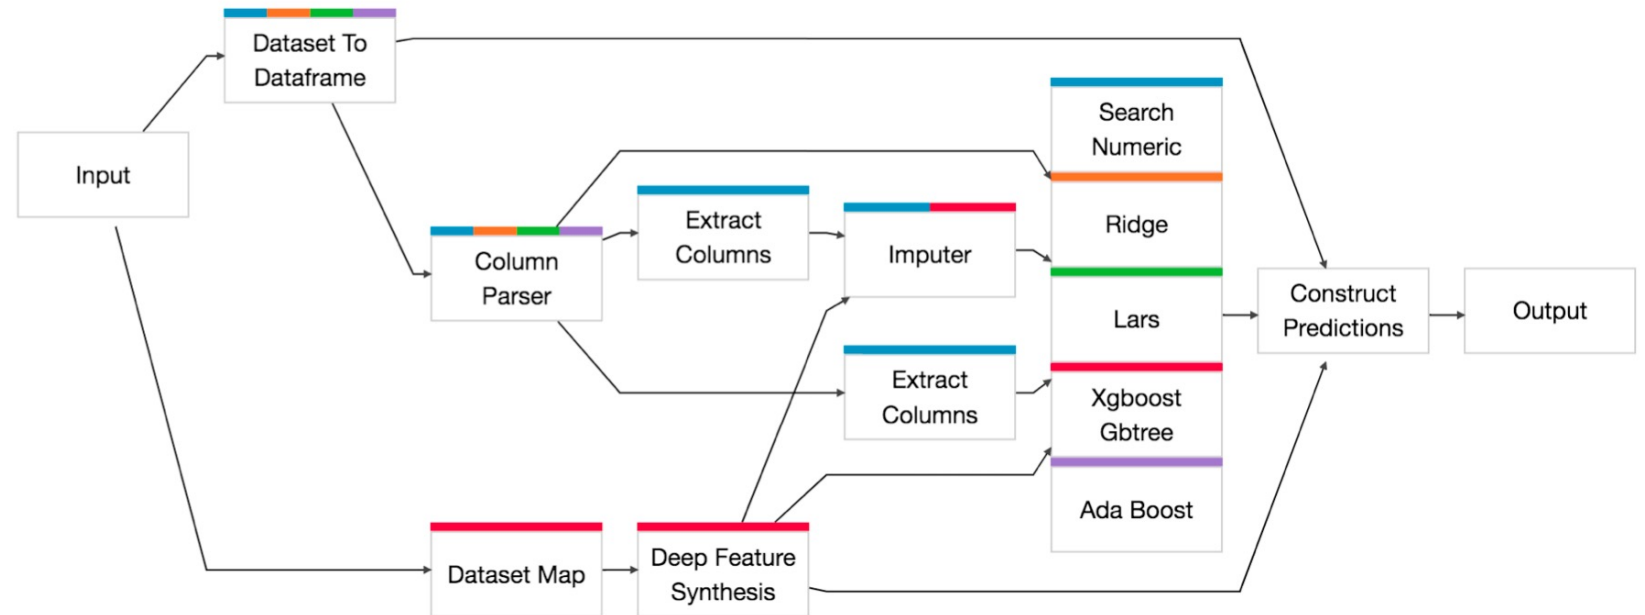 Dataset To
Dataframe
Input
Search
Numeric
Extract
Columns
Ridge
Column
Parser
Imputer
Lars
Construct
Predictions
Output
Extract
Columns
Xgboost
Gbtree
Ada Boost
Dataset Map
Deep Feature
Synthesis